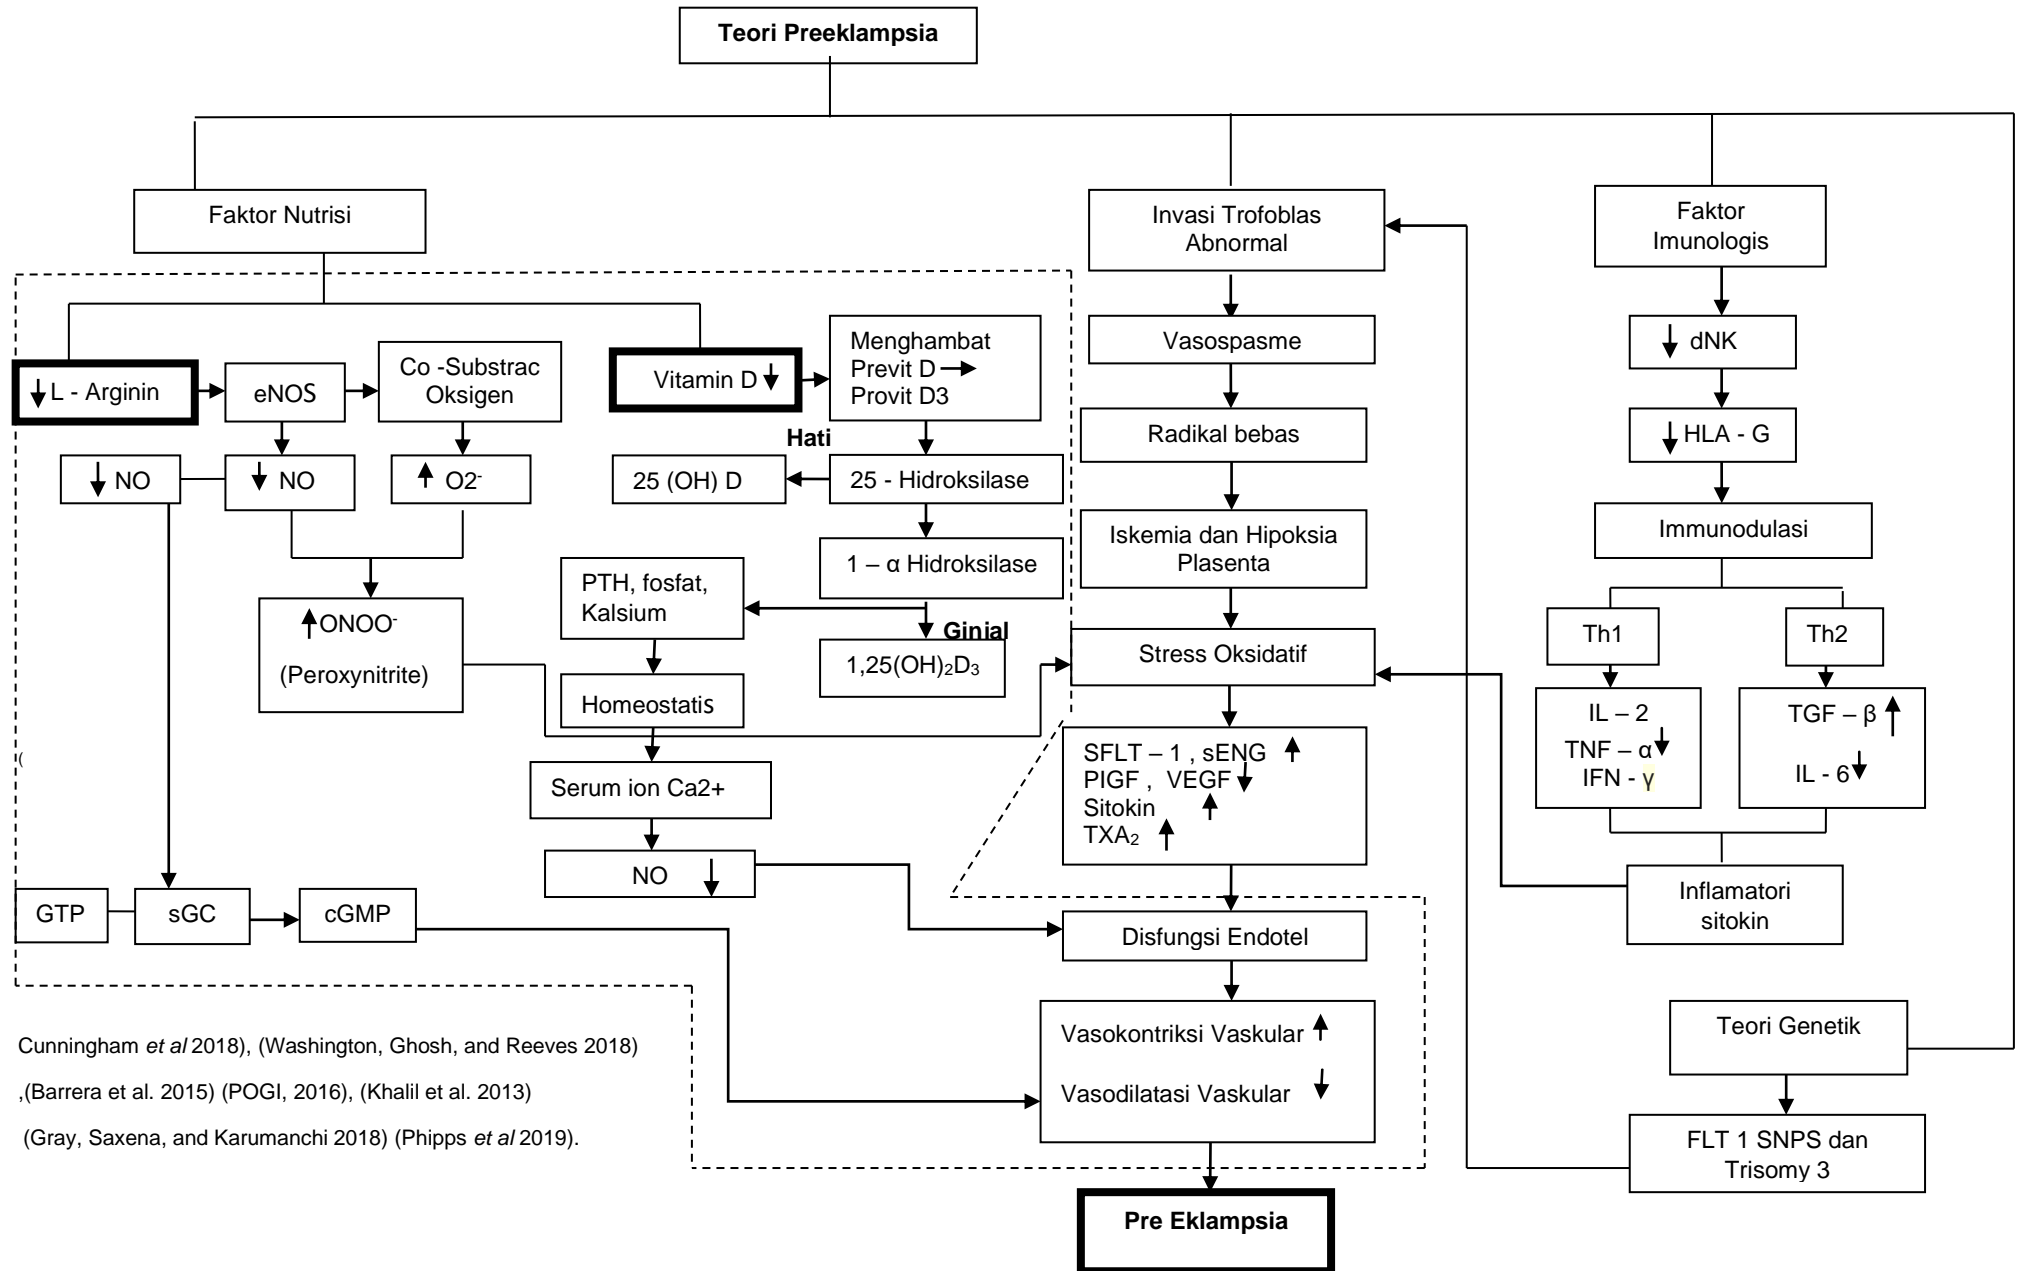 Teori Preeklampsia
Faktor Nutrisi
Invasi Trofoblas
Abnormal
Faktor
Imunologis
↓ L - Arginin
eNOS
Co -Substrac
Oksigen
Vitamin D ↓
Menghambat
Previt D →
Provit D3
Vasospasme
↓ dNK
Hati
↓ NO
↓ NO
↑ O2⁻
25 (OH) D
25 - Hidroksilase
Radikal bebas
↓ HLA - G
1 – α Hidroksilase
Iskemia dan Hipoksia
Plasenta
Immunodulasi
↑ONOO⁻
(Peroxynitrite)
PTH, fosfat,
Kalsium
Ginjal
1,25(OH)₂D₃
Stress Oksidatif
Th1
Th2
Homeostatis
(
Serum ion Ca2+
SFLT – 1 , sENG ↑
PIGF , VEGF ↓
Sitokin ↑
TXA₂ ↑
IL – 2
TNF – α ↓
IFN - γ
TGF – β ↑
IL - 6 ↓
NO ↓
GTP
sGC
cGMP
Disfungsi Endotel
Inflamatori
sitokin
Vasokontriksi Vaskular ↑
Vasodilatasi Vaskular ↓
Teori Genetik
FLT 1 SNPS dan
Trisomy 3
Cunningham et al 2018), (Washington, Ghosh, and Reeves 2018)
,(Barrera et al. 2015) (POGI, 2016), (Khalil et al. 2013)
(Gray, Saxena, and Karumanchi 2018) (Phipps et al 2019).
Pre Eklampsia